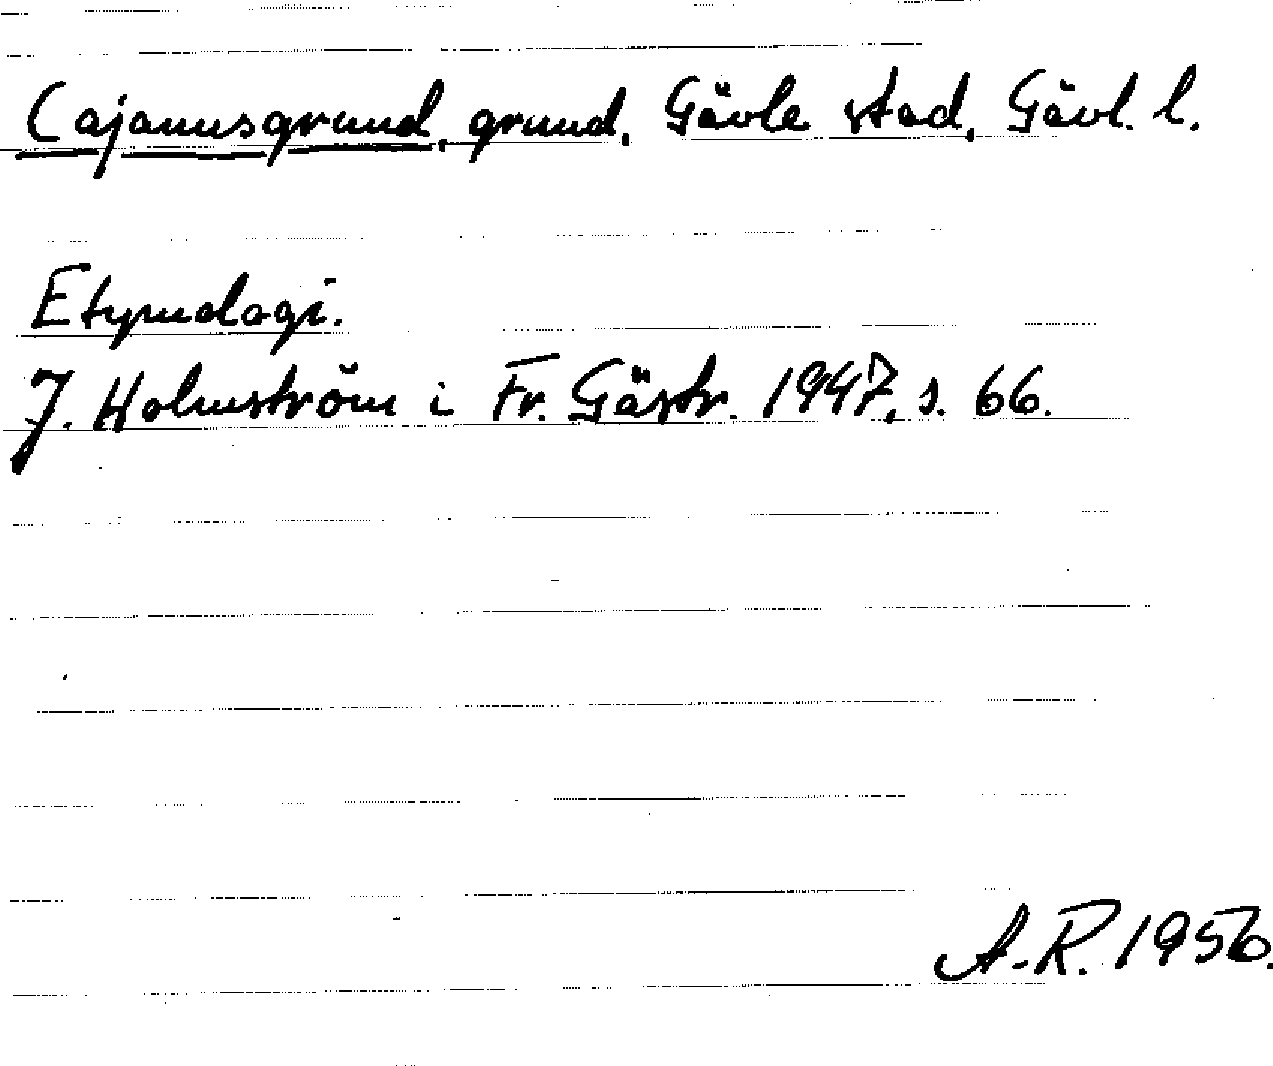 Cajanusgrund, grund, Gävle stad, Gävl. l.
Etymologi.
J. Holmström i Fr. Gästr. 1947, s. 66.
A.R. 1956.